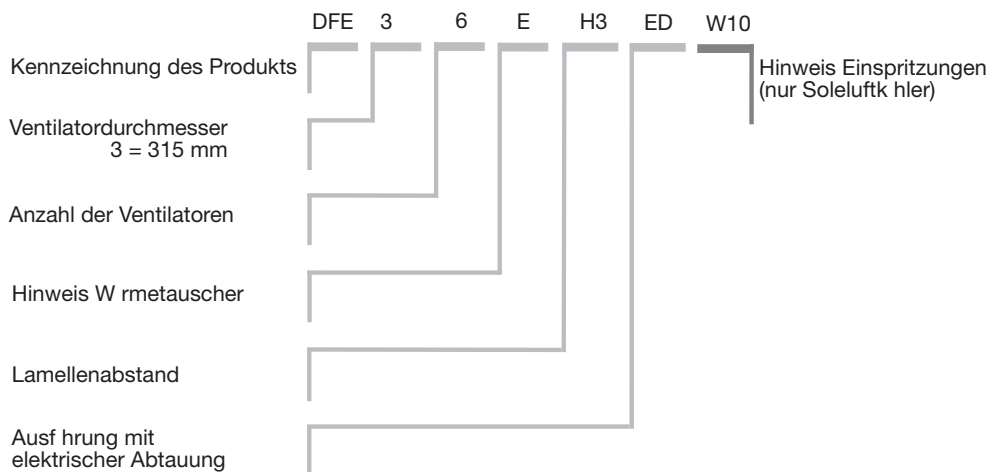 DFE 3 6 E H3 ED W10
Kennzeichnung des Produkts
Hinweis Einspritzungen
(nur Soleluftk hler)
Ventilatordurchmesser
3 = 315 mm
Anzahl der Ventilatoren
Hinweis W rmetauscher
Lamellenabstand
Ausf hrung mit
elektrischer Abtauung